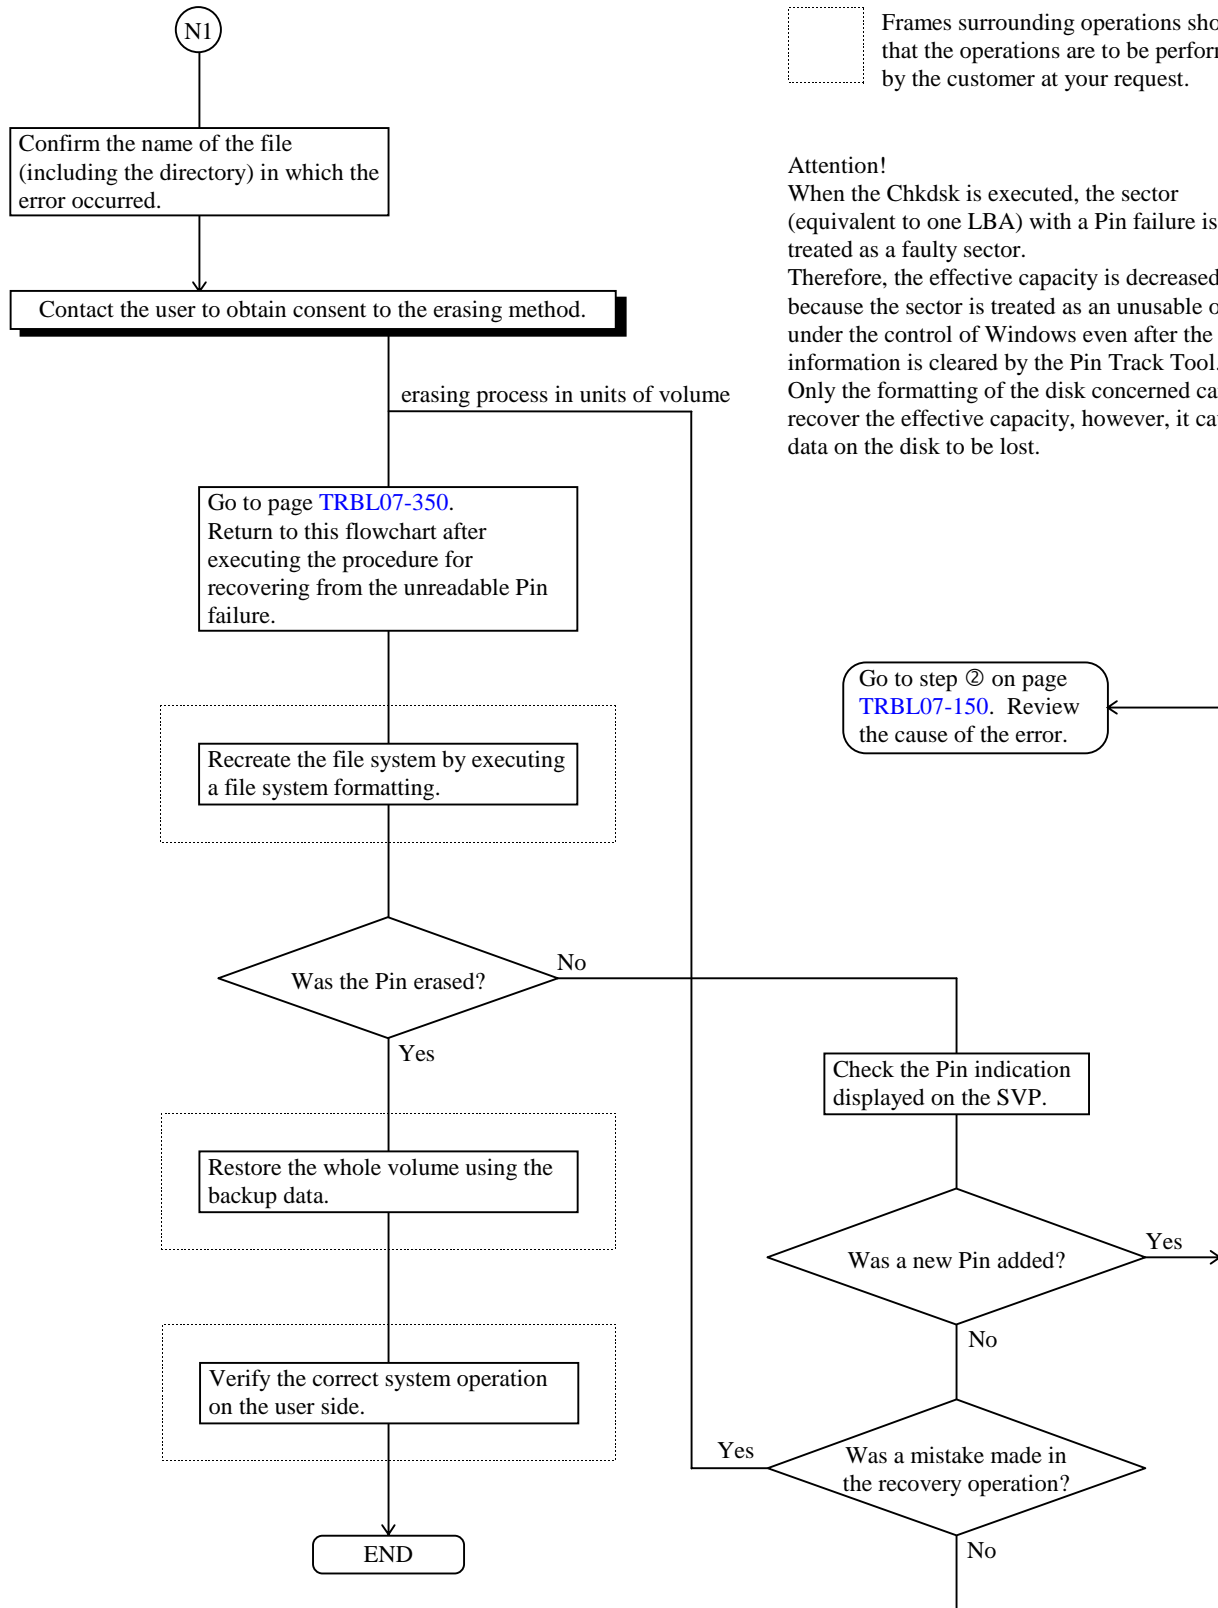 N1
Frames surrounding operations sho
that the operations are to be perfor
by the customer at your request.
Confirm the name of the file
(including the directory) in which the
error occurred.
Attention!
When the Chkdsk is executed, the sector
(equivalent to one LBA) with a Pin failure is
treated as a faulty sector.
Therefore, the effective capacity is decreased
because the sector is treated as an unusable o
under the control of Windows even after the
information is cleared by the Pin Track Tool.
Only the formatting of the disk concerned ca
recover the effective capacity, however, it ca
data on the disk to be lost.
Contact the user to obtain consent to the erasing method.
erasing process in units of volume
Go to page TRBL07-350.
Return to this flowchart after
executing the procedure for
recovering from the unreadable Pin
failure.
Go to step ② on page
TRBL07-150.  Review
the cause of the error.
Recreate the file system by executing
a file system formatting.
Was the Pin erased?
No
Yes
Check the Pin indication
displayed on the SVP.
Restore the whole volume using the
backup data.
Was a new Pin added?
Yes
No
Verify the correct system operation
on the user side.
Yes
Was a mistake made in
the recovery operation?
No
END